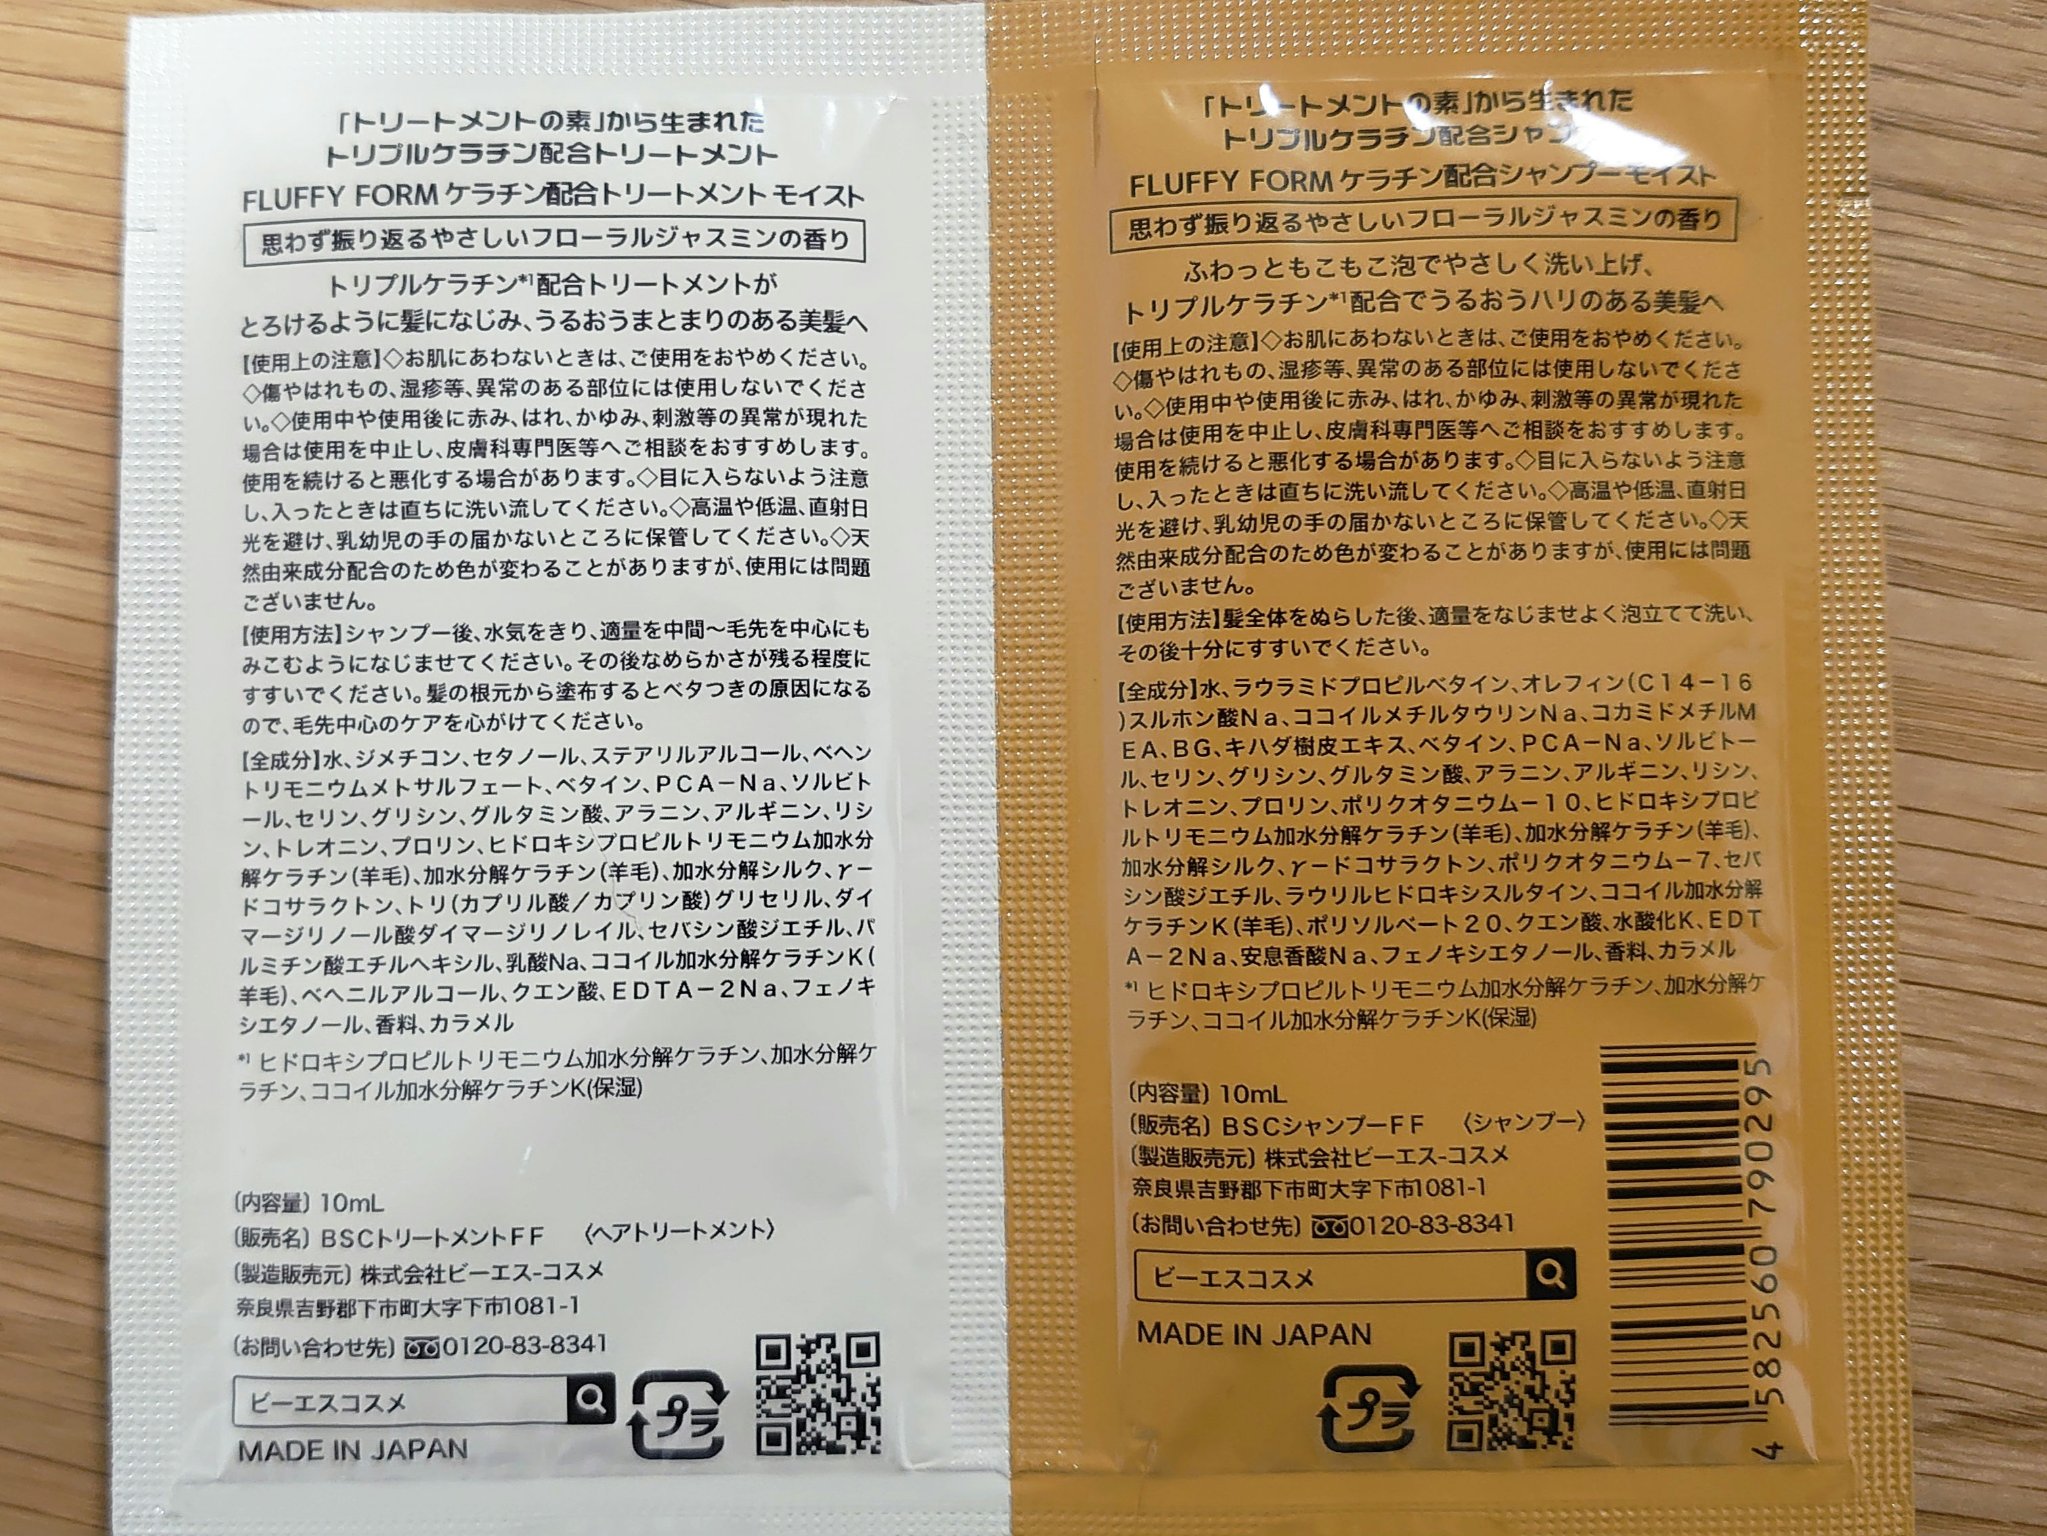 「トリートメントの素」から生まれた
トリプルケラチン配合トリートメント
FLUFFY FORM ケラチン配合トリートメント モイスト
思わず振り返るやさしいフローラルジャスミンの香り
トリプルケラチン*1配合トリートメントが
とろけるように髪になじみ、うるおうまとまりのある美髪へ
【使用上の注意】◇お肌にあわないときは、ご使用をおやめください。
◇傷やはれもの、湿疹等、異常のある部位には使用しないでくださ
い。◇使用中や使用後に赤み、はれ、かゆみ、刺激等の異常が現れた
場合は使用を中止し、皮膚科専門医等へご相談をおすすめします。
使用を続けると悪化する場合があります。◇目に入らないよう注意
し、入ったときは直ちに洗い流してください。◇高温や低温、直射日
光を避け、乳幼児の手の届かないところに保管してください。◇天
然由来成分配合のため色が変わることがありますが、使用には問題
ございません。
【使用方法】シャンプー後、水気をきり、適量を中間～毛先を中心にも
みこむようになじませてください。その後なめらかさが残る程度に
すすいでください。髪の根元から塗布するとベタつきの原因になる
ので、毛先中心のケアを心がけてください。
【全成分】水、ジメチコン、セタノール、ステアリルアルコール、ベヘン
トリモニウムメトサルフェート、ベタイン、PCA－Na、ソルビト
ール、セリン、グリシン、グルタミン酸、アラニン、アルギニン、リシ
ン、トレオニン、プロリン、ヒドロキシプロピルトリモニウム加水分
解ケラチン(羊毛)、加水分解ケラチン(羊毛)、加水分解シルク、γ－
ドコサラクトン、トリ(カプリル酸／カプリン酸)グリセリル、ダイ
マージリノール酸ダイマージリノレイル、セバシン酸ジエチル、パ
ルミチン酸エチルヘキシル、乳酸Na、ココイル加水分解ケラチンK(
羊毛)、ベヘニルアルコール、クエン酸、EDTA－2Na、フェノキ
シエタノール、香料、カラメル
*1 ヒドロキシプロピルトリモニウム加水分解ケラチン、加水分解ケ
ラチン、ココイル加水分解ケラチンK(保湿)
〔内容量〕10mL
〔販売名〕BSCトリートメントFF 〈ヘアトリートメント〉
〔製造販売元〕株式会社ビーエス-コスメ
奈良県吉野郡下市町大字下市1081-1
〔お問い合わせ先〕0120-83-8341
ビーエスコスメ
プラ
MADE IN JAPAN
「トリートメントの素」から生まれた
トリプルケラチン配合シャン
FLUFFY FORM ケラチン配合シャンプー モイスト
思わず振り返るやさしいフローラルジャスミンの香り
ふわっともこもこ泡でやさしく洗い上げ、
トリプルケラチン*1配合でうるおうハリのある美髪へ
【使用上の注意】◇お肌にあわないときは、ご使用をおやめください。
◇傷やはれもの、湿疹等、異常のある部位には使用しないでくださ
い。◇使用中や使用後に赤み、はれ、かゆみ、刺激等の異常が現れた
場合は使用を中止し、皮膚科専門医等へご相談をおすすめします。
使用を続けると悪化する場合があります。◇目に入らないよう注意
し、入ったときは直ちに洗い流してください。◇高温や低温、直射日
光を避け、乳幼児の手の届かないところに保管してください。◇天
然由来成分配合のため色が変わることがありますが、使用には問題
ございません。
【使用方法】髪全体をぬらした後、適量をなじませよく泡立てて洗い、
その後十分にすすいでください。
【全成分】水、ラウラミドプロピルベタイン、オレフィン(C14－16
)スルホン酸Na、ココイルメチルタウリンNa、コカミドメチルM
EA、BG、キハダ樹皮エキス、ベタイン、PCA－Na、ソルビトー
ル、セリン、グリシン、グルタミン酸、アラニン、アルギニン、リシン、
トレオニン、プロリン、ポリクオタニウム－10、ヒドロキシプロピ
ルトリモニウム加水分解ケラチン(羊毛)、加水分解ケラチン(羊毛)、
加水分解シルク、γ－ドコサラクトン、ポリクオタニウム－7、セバ
シン酸ジエチル、ラウリルヒドロキシスルタイン、ココイル加水分解
ケラチンK(羊毛)、ポリソルベート20、クエン酸、水酸化K、EDT
A－2Na、安息香酸Na、フェノキシエタノール、香料、カラメル
*1 ヒドロキシプロピルトリモニウム加水分解ケラチン、加水分解ケ
ラチン、ココイル加水分解ケラチンK(保湿)
〔内容量〕10mL
〔販売名〕BSCシャンプーFF 〈シャンプー〉
〔製造販売元〕株式会社ビーエス-コスメ
奈良県吉野郡下市町大字下市1081-1
〔お問い合わせ先〕0120-83-8341
ビーエスコスメ
MADE IN JAPAN
プラ
4 582560 790295